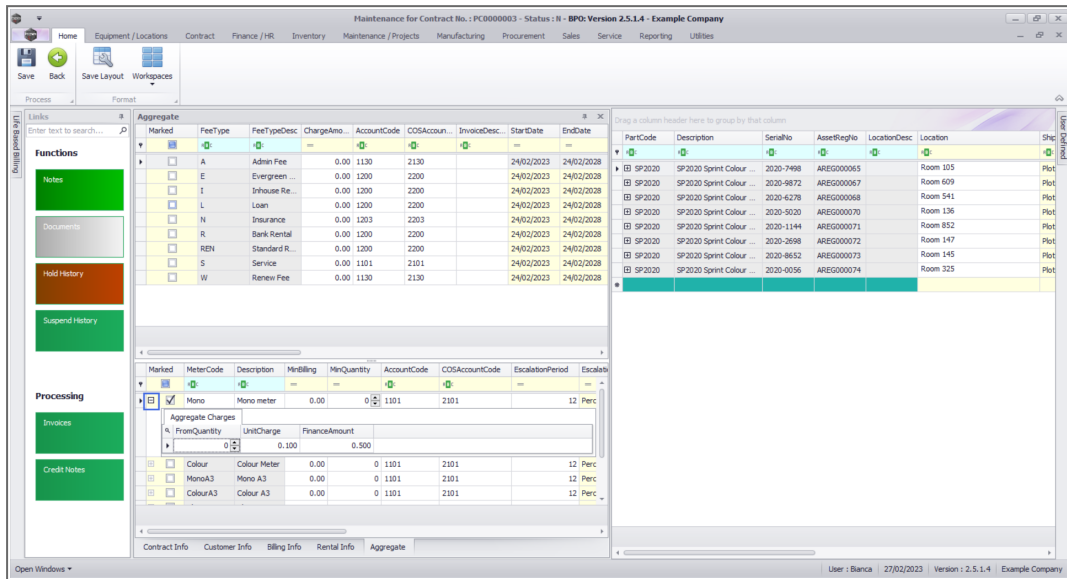 Maintenance for Contract No. : PC0000003 - Status : N - BPO: Version 2.5.1.4 - Example Company
Home Equipment / Locations Contract Finance / HR Inventory Maintenance / Projects Manufacturing Procurement Sales Service Reporting Utilities
Save Back Save Layout Workspaces
Process Format
Life Based Billing
Links
Enter text to search...
Functions
Notes
Documents
Hold History
Suspend History
Processing
Invoices
Credit Notes
Aggregate
Marked FeeType FeeTypeDesc ChargeAmo... AccountCode COSAccoun... InvoiceDesc... StartDate EndDate
A Admin Fee 0.00 1130 2130 24/02/2023 24/02/2028
E Evergreen ... 0.00 1200 2200 24/02/2023 24/02/2028
I Inhouse Re... 0.00 1200 2200 24/02/2023 24/02/2028
L Loan 0.00 1200 2200 24/02/2023 24/02/2028
N Insurance 0.00 1203 2203 24/02/2023 24/02/2028
R Bank Rental 0.00 1200 2200 24/02/2023 24/02/2028
REN Standard R... 0.00 1200 2200 24/02/2023 24/02/2028
S Service 0.00 1101 2101 24/02/2023 24/02/2028
W Renew Fee 0.00 1130 2130 24/02/2023 24/02/2028
Marked MeterCode Description MinBilling MinQuantity AccountCode COSAccountCode EscalationPeriod Escalati
Mono Mono meter 0.00 0 1101 2101 12 Perc
Aggregate Charges
FromQuantity UnitCharge FinanceAmount
0 0.100 0.500
Colour Colour Meter 0.00 0 1101 2101 12 Perc
MonoA3 Mono A3 0.00 0 1101 2101 12 Perc
ColourA3 Colour A3 0.00 0 1101 2101 12 Perc
Contract Info Customer Info Billing Info Rental Info Aggregate
Drag a column header here to group by that column
PartCode Description SerialNo AssetRegNo LocationDesc Location Ship
SP2020 SP2020 Sprint Colour ... 2020-7498 AREG000065 Room 105 Plot
SP2020 SP2020 Sprint Colour ... 2020-9872 AREG000067 Room 609 Plot
SP2020 SP2020 Sprint Colour ... 2020-6278 AREG000068 Room 541 Plot
SP2020 SP2020 Sprint Colour ... 2020-5020 AREG000070 Room 136 Plot
SP2020 SP2020 Sprint Colour ... 2020-1144 AREG000071 Room 852 Plot
SP2020 SP2020 Sprint Colour ... 2020-2698 AREG000072 Room 147 Plot
SP2020 SP2020 Sprint Colour ... 2020-8652 AREG000073 Room 145 Plot
SP2020 SP2020 Sprint Colour ... 2020-0056 AREG000074 Room 325 Plot
User Defined
Open Windows User : Bianca 27/02/2023 Version : 2.5.1.4 Example Company